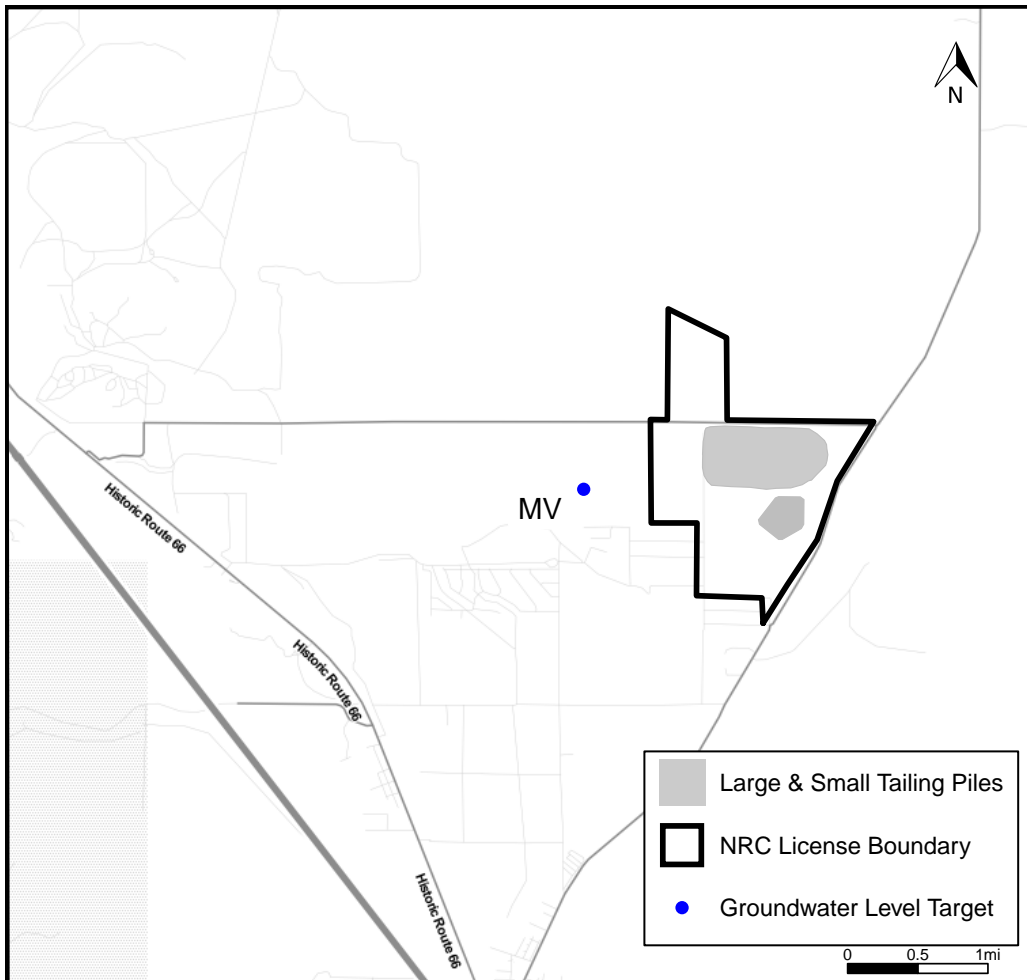 N
Historic Route 66
MV
Historic Route 66
Large & Small Tailing Piles
NRC License Boundary
Historic Route 66
Groundwater Level Target
0 0.5 1mi